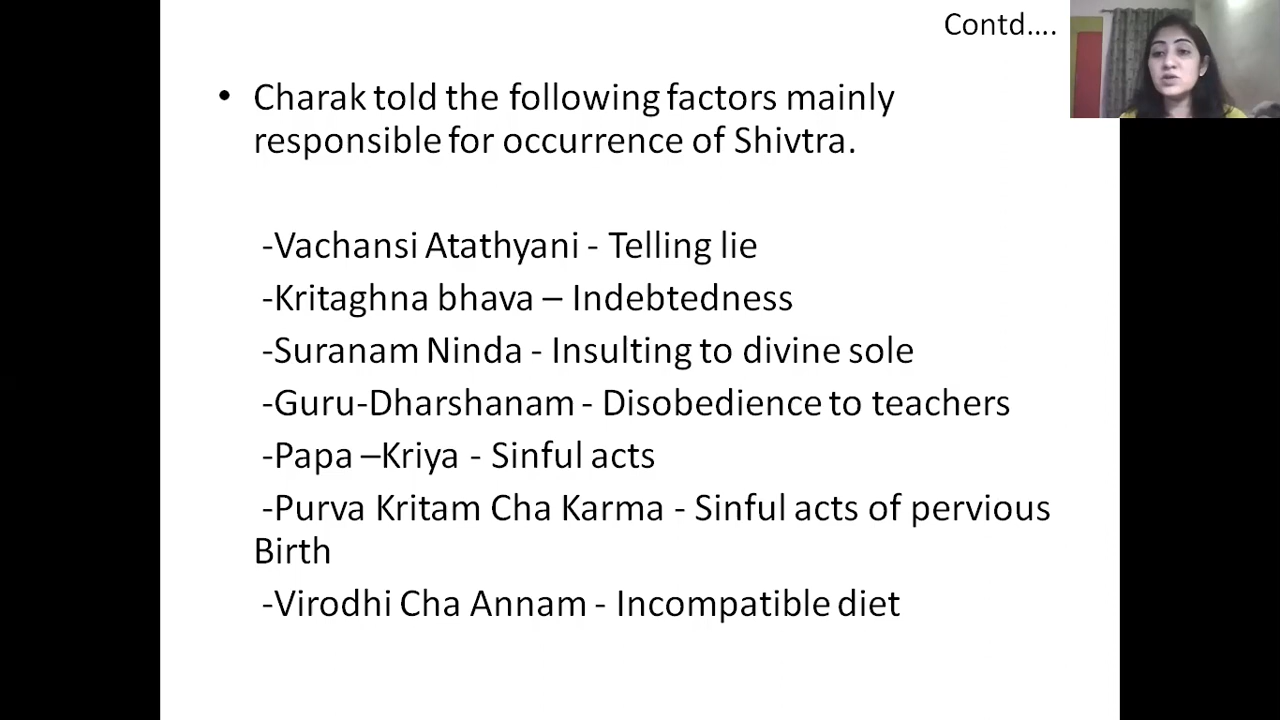 Contd....
• Charak told the following factors mainly
responsible for occurrence of Shivtra.
-Vachansi Atathyani - Telling lie
-Kritaghna bhava – Indebtedness
-Suranam Ninda - Insulting to divine sole
-Guru-Dharshanam - Disobedience to teachers
-Papa –Kriya - Sinful acts
-Purva Kritam Cha Karma - Sinful acts of pervious
Birth
-Virodhi Cha Annam - Incompatible diet